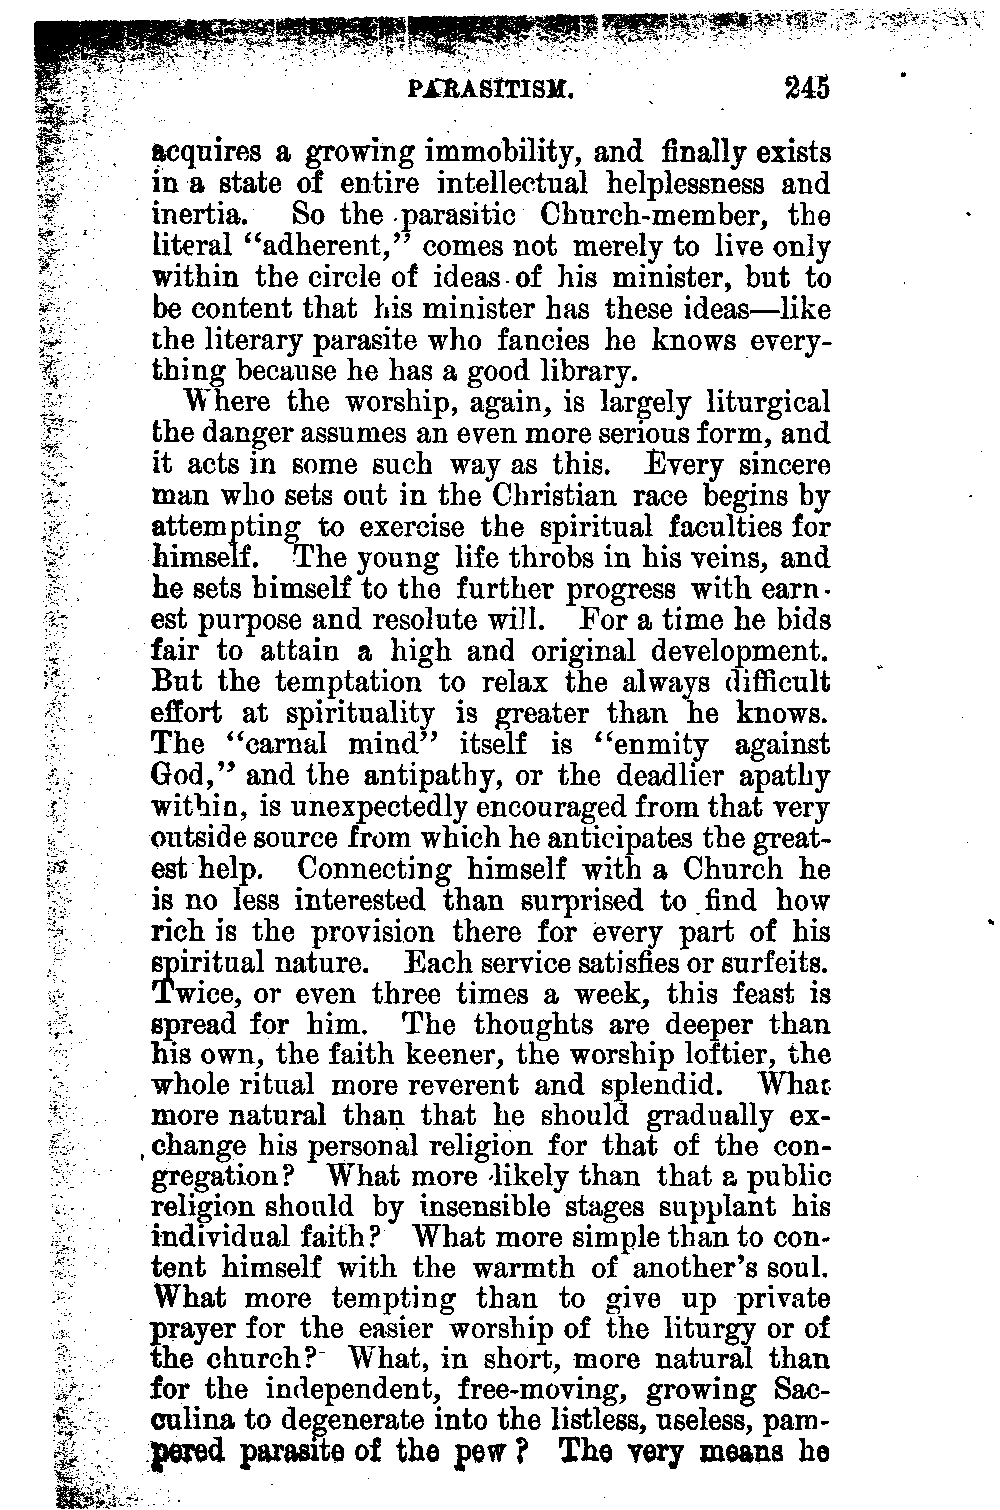 PARASITISM. 245
acquires a growing immobility, and finally exists
in a state of entire intellectual helplessness and
inertia. So the parasitic Church-member, the
literal “adherent,” comes not merely to live only
within the circle of ideas of his minister, but to
be content that his minister has these ideas—like
the literary parasite who fancies he knows every-
thing because he has a good library.
Where the worship, again, is largely liturgical
the danger assumes an even more serious form, and
it acts in some such way as this. Every sincere
man who sets out in the Christian race begins by
attempting to exercise the spiritual faculties for
himself. The young life throbs in his veins, and
he sets himself to the further progress with earn-
est purpose and resolute will. For a time he bids
fair to attain a high and original development.
But the temptation to relax the always difficult
effort at spirituality is greater than he knows.
The “carnal mind” itself is “enmity against
God,” and the antipathy, or the deadlier apathy
within, is unexpectedly encouraged from that very
outside source from which he anticipates the great-
est help. Connecting himself with a Church he
is no less interested than surprised to find how
rich is the provision there for every part of his
spiritual nature. Each service satisfies or surfeits.
Twice, or even three times a week, this feast is
spread for him. The thoughts are deeper than
his own, the faith keener, the worship loftier, the
whole ritual more reverent and splendid. What
more natural than that he should gradually ex-
change his personal religion for that of the con-
gregation? What more likely than that a public
religion should by insensible stages supplant his
individual faith? What more simple than to con-
tent himself with the warmth of another’s soul.
What more tempting than to give up private
prayer for the easier worship of the liturgy or of
the church? What, in short, more natural than
for the independent, free-moving, growing Sac-
culina to degenerate into the listless, useless, pam-
pered parasite of the pew? The very means he